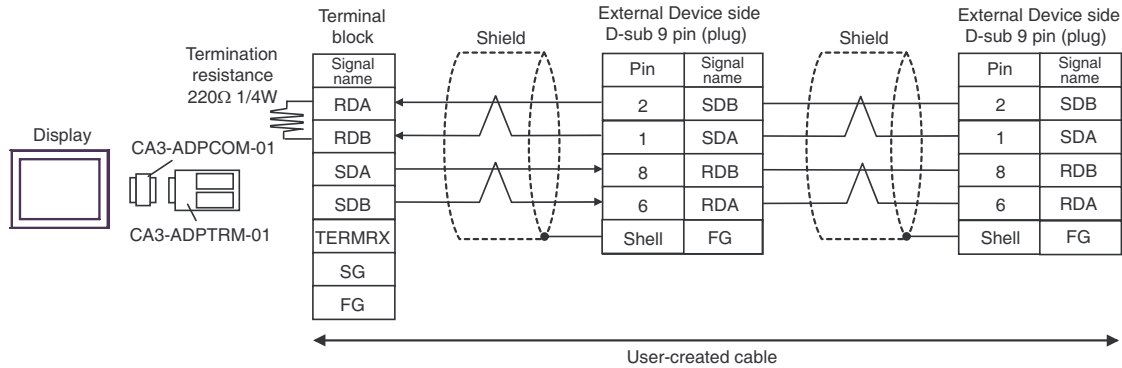 Display
CA3-ADPCOM-01
CA3-ADPTRM-01
Termination
resistance
220Ω 1/4W
Terminal
block
Signal
name
RDA
RDB
SDA
SDB
TERMRX
SG
FG
Shield
External Device side
D-sub 9 pin (plug)
Pin Signal
name
2 SDB
1 SDA
8 RDB
6 RDA
Shell FG
Shield
External Device side
D-sub 9 pin (plug)
Pin Signal
name
2 SDB
1 SDA
8 RDB
6 RDA
Shell FG
User-created cable